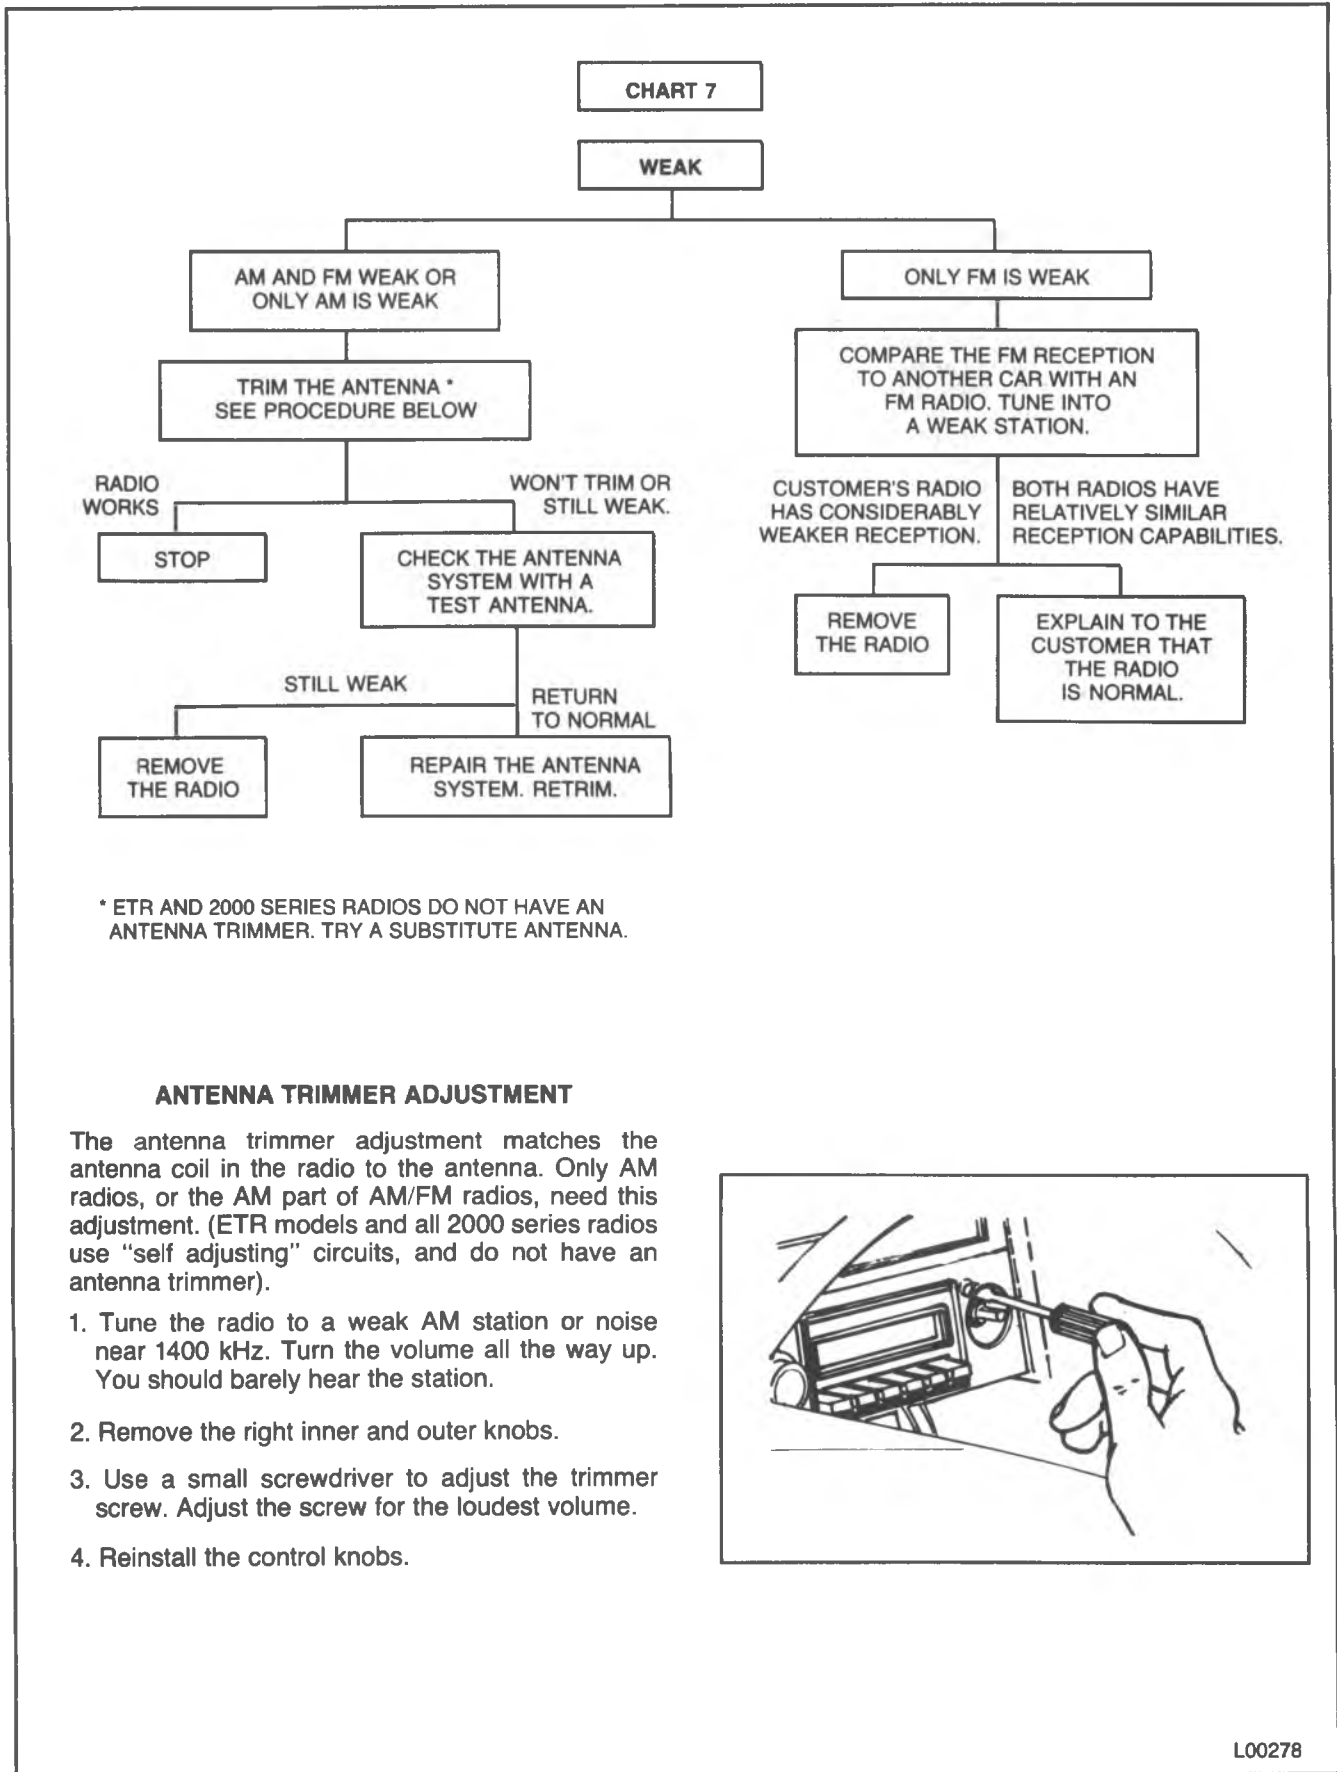 CHART 7
WEAK
AM AND FM WEAK OR
ONLY AM IS WEAK
TRIM THE ANTENNA *
SEE PROCEDURE BELOW
RADIO
WORKS
WON'T TRIM OR
STILL WEAK.
STOP
CHECK THE ANTENNA
SYSTEM WITH A
TEST ANTENNA.
STILL WEAK
RETURN
TO NORMAL
REMOVE
THE RADIO
REPAIR THE ANTENNA
SYSTEM. RETRIM.
ONLY FM IS WEAK
COMPARE THE FM RECEPTION
TO ANOTHER CAR WITH AN
FM RADIO. TUNE INTO
A WEAK STATION.
CUSTOMER'S RADIO
HAS CONSIDERABLY
WEAKER RECEPTION.
BOTH RADIOS HAVE
RELATIVELY SIMILAR
RECEPTION CAPABILITIES.
REMOVE
THE RADIO
EXPLAIN TO THE
CUSTOMER THAT
THE RADIO
IS NORMAL.
* ETR AND 2000 SERIES RADIOS DO NOT HAVE AN
ANTENNA TRIMMER. TRY A SUBSTITUTE ANTENNA.
ANTENNA TRIMMER ADJUSTMENT
The antenna trimmer adjustment matches the
antenna coil in the radio to the antenna. Only AM
radios, or the AM part of AM/FM radios, need this
adjustment. (ETR models and all 2000 series radios
use "self adjusting" circuits, and do not have an
antenna trimmer).
1. Tune the radio to a weak AM station or noise
near 1400 kHz. Turn the volume all the way up.
You should barely hear the station.
2. Remove the right inner and outer knobs.
3. Use a small screwdriver to adjust the trimmer
screw. Adjust the screw for the loudest volume.
4. Reinstall the control knobs.
L00278